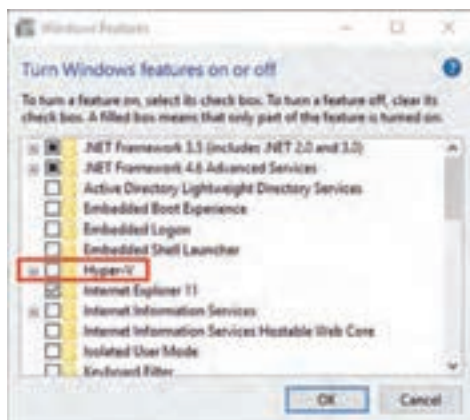 Windows Features
Turn Windows features on or off
To turn a feature on, select its check box. To turn a feature off, clear its
check box. A filled box means that only part of the feature is turned on.
.NET Framework 3.5 (includes .NET 2.0 and 3.0)
.NET Framework 4.6 Advanced Services
Active Directory Lightweight Directory Services
Embedded Boot Experience
Embedded Logon
Embedded Shell Launcher
Hyper-V
Internet Explorer 11
Internet Information Services
Internet Information Services Hostable Web Core
Isolated User Mode
Keyboard Filter
OK Cancel